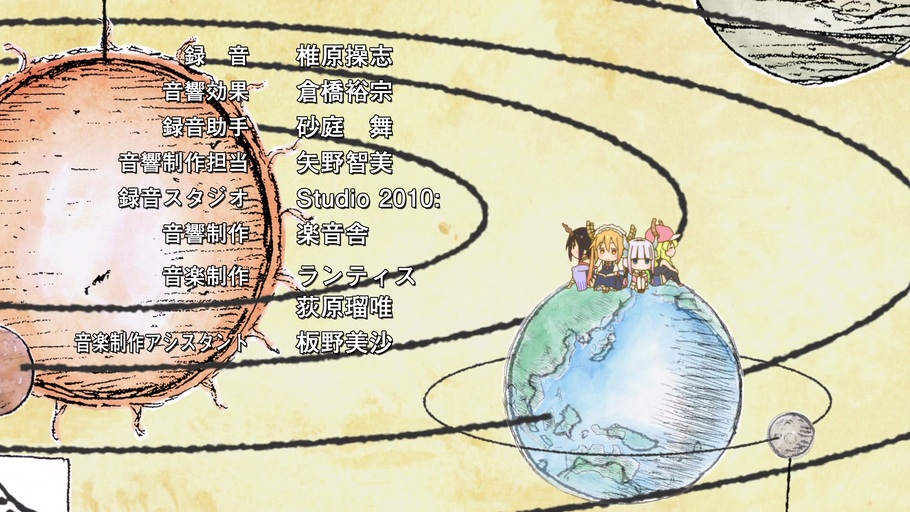 録　音　椎原操志
音響効果　倉橋裕宗
録音助手　砂庭　舞
音響制作担当　矢野智美
録音スタジオ　Studio 2010:
音響制作　楽音舎
音楽制作　ランティス
荻原瑠唯
音楽制作アシスタント　板野美沙